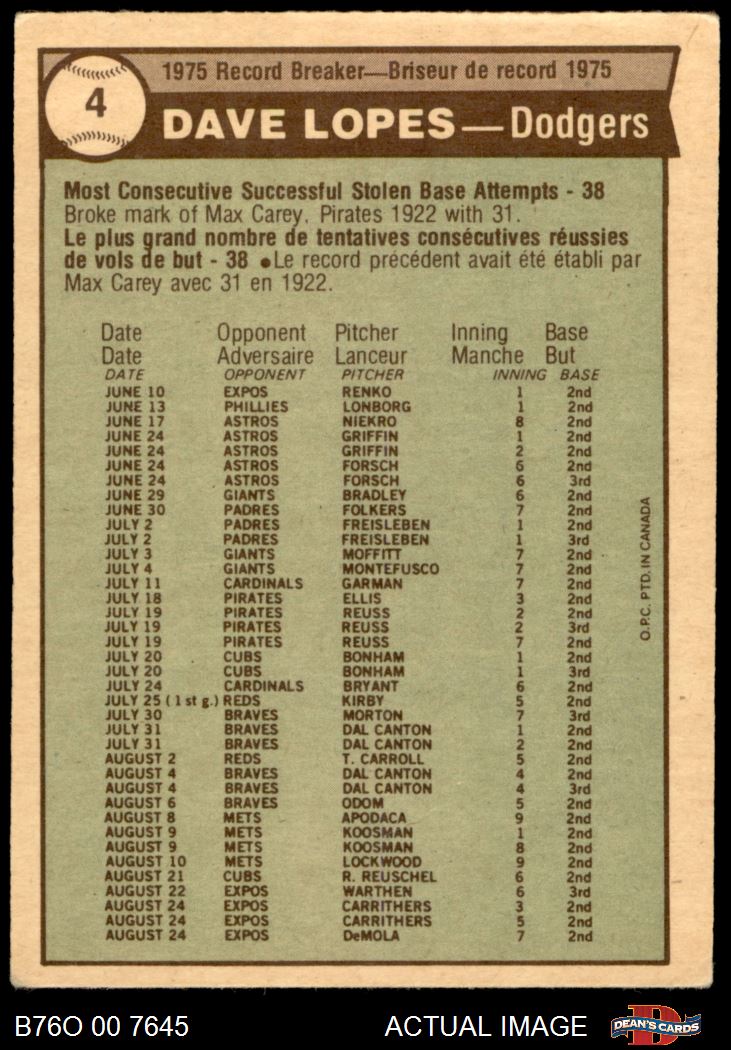 4
1975 Record Breaker—Briseur de record 1975
DAVE LOPES—Dodgers
Most Consecutive Successful Stolen Base Attempts - 38
Broke mark of Max Carey, Pirates 1922 with 31.
Le plus grand nombre de tentatives consécutives réussies
de vols de but - 38 ●Le record précédent avait été établi par
Max Carey avec 31 en 1922.
Date Opponent Pitcher Inning Base
Date Adversaire Lanceur Manche But
DATE OPPONENT PITCHER INNING BASE
JUNE 10 EXPOS RENKO 1 2nd
JUNE 13 PHILLIES LONBORG 1 2nd
JUNE 17 ASTROS NIEKRO 8 2nd
JUNE 24 ASTROS GRIFFIN 1 2nd
JUNE 24 ASTROS GRIFFIN 2 2nd
JUNE 24 ASTROS FORSCH 6 2nd
JUNE 24 ASTROS FORSCH 6 3rd
JUNE 29 GIANTS BRADLEY 6 2nd
JUNE 30 PADRES FOLKERS 7 2nd
JULY 2 PADRES FREISLEBEN 1 2nd
JULY 2 PADRES FREISLEBEN 1 3rd
JULY 3 GIANTS MOFFITT 7 2nd
JULY 4 GIANTS MONTEFUSCO 7 2nd
JULY 11 CARDINALS GARMAN 7 2nd
JULY 18 PIRATES ELLIS 3 2nd
JULY 19 PIRATES REUSS 2 2nd
JULY 19 PIRATES REUSS 2 3rd
JULY 19 PIRATES REUSS 7 2nd
JULY 20 CUBS BONHAM 1 2nd
JULY 20 CUBS BONHAM 1 3rd
JULY 24 CARDINALS BRYANT 6 2nd
JULY 25 (1st g.) REDS KIRBY 5 2nd
JULY 30 BRAVES MORTON 7 3rd
JULY 31 BRAVES DAL CANTON 1 2nd
JULY 31 BRAVES DAL CANTON 2 2nd
AUGUST 2 REDS T. CARROLL 5 2nd
AUGUST 4 BRAVES DAL CANTON 4 2nd
AUGUST 4 BRAVES DAL CANTON 4 3rd
AUGUST 6 BRAVES ODOM 5 2nd
AUGUST 8 METS APODACA 9 2nd
AUGUST 9 METS KOOSMAN 1 2nd
AUGUST 9 METS KOOSMAN 8 2nd
AUGUST 10 METS LOCKWOOD 9 2nd
AUGUST 21 CUBS R. REUSCHEL 6 2nd
AUGUST 22 EXPOS WARTHEN 6 3rd
AUGUST 24 EXPOS CARRITHERS 3 2nd
AUGUST 24 EXPOS CARRITHERS 5 2nd
AUGUST 24 EXPOS DeMOLA 7 2nd
O.P.C. PTD. IN CANADA
B76O 00 7645 ACTUAL IMAGE
DEAN'S CARDS